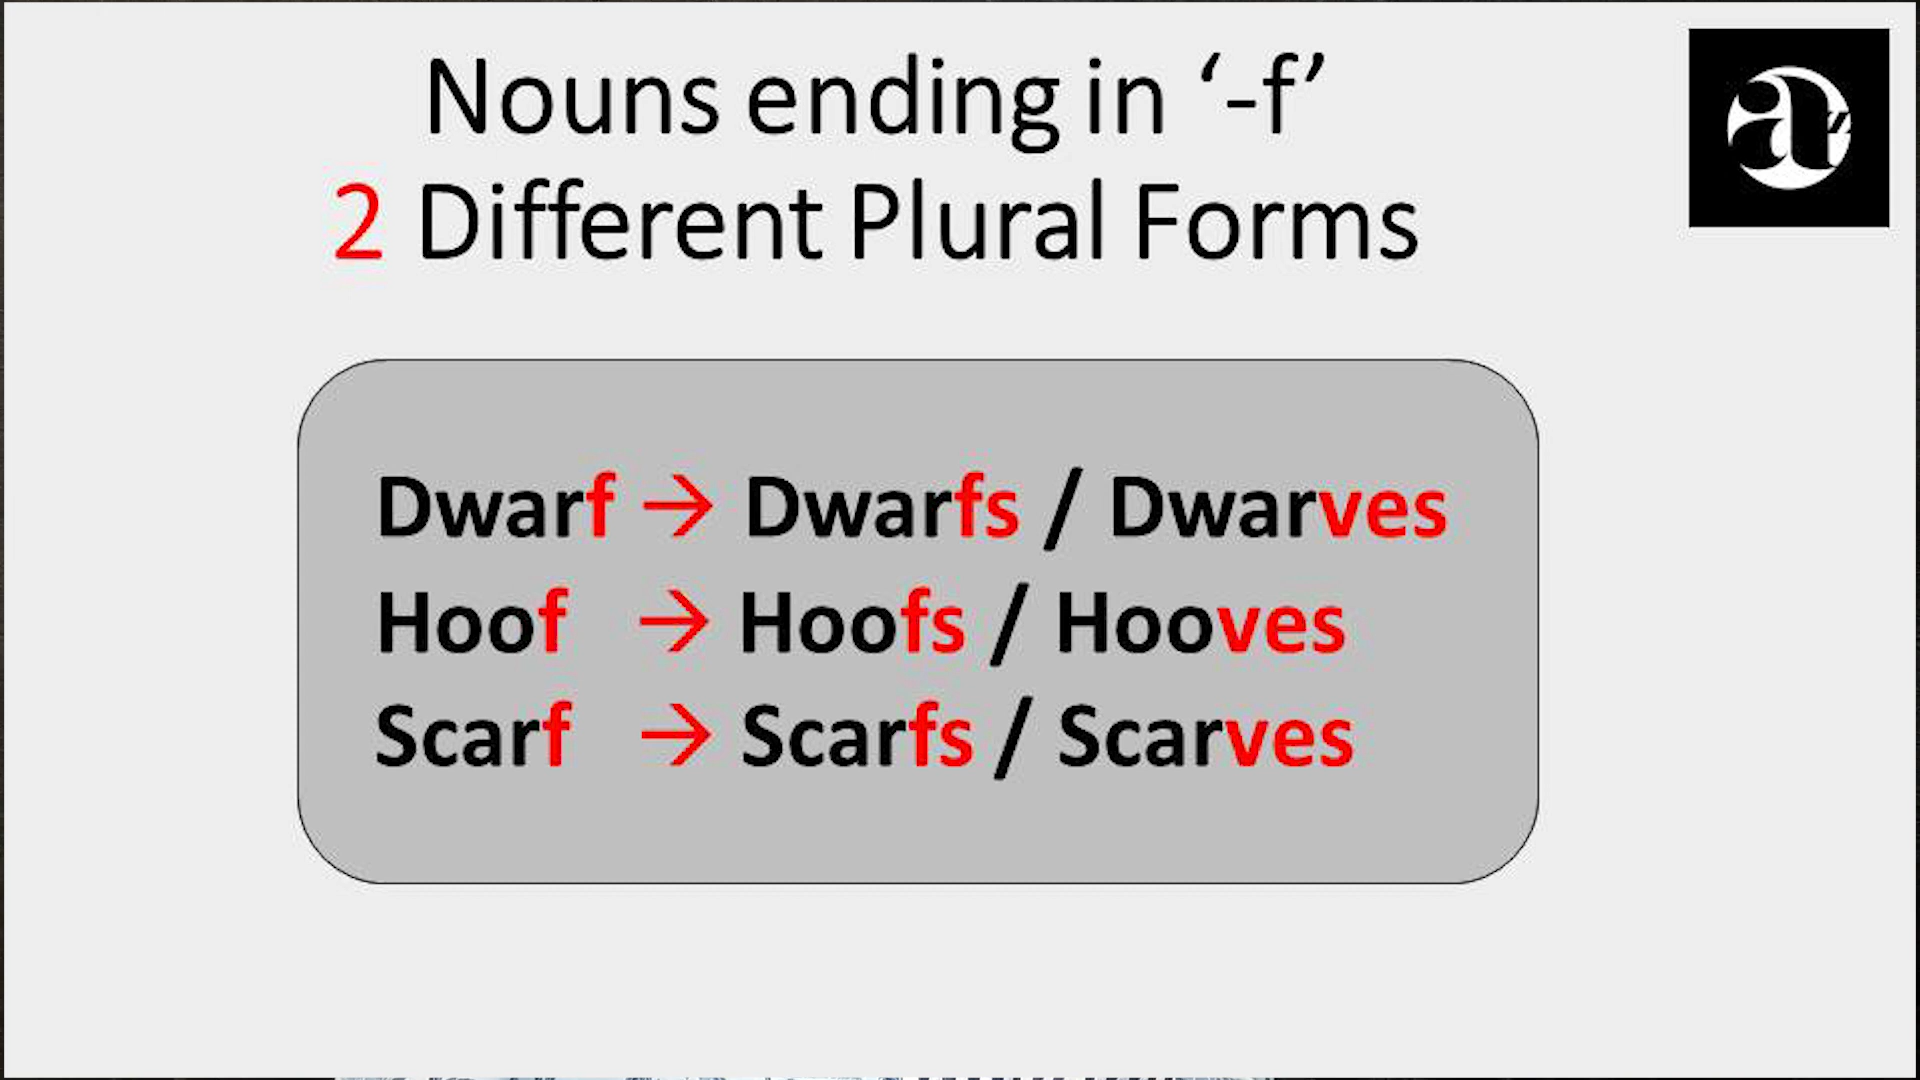 Nouns ending in ‘-f’
2 Different Plural Forms
a
Dwarf → Dwarfs / Dwarves
Hoof → Hoofs / Hooves
Scarf → Scarfs / Scarves